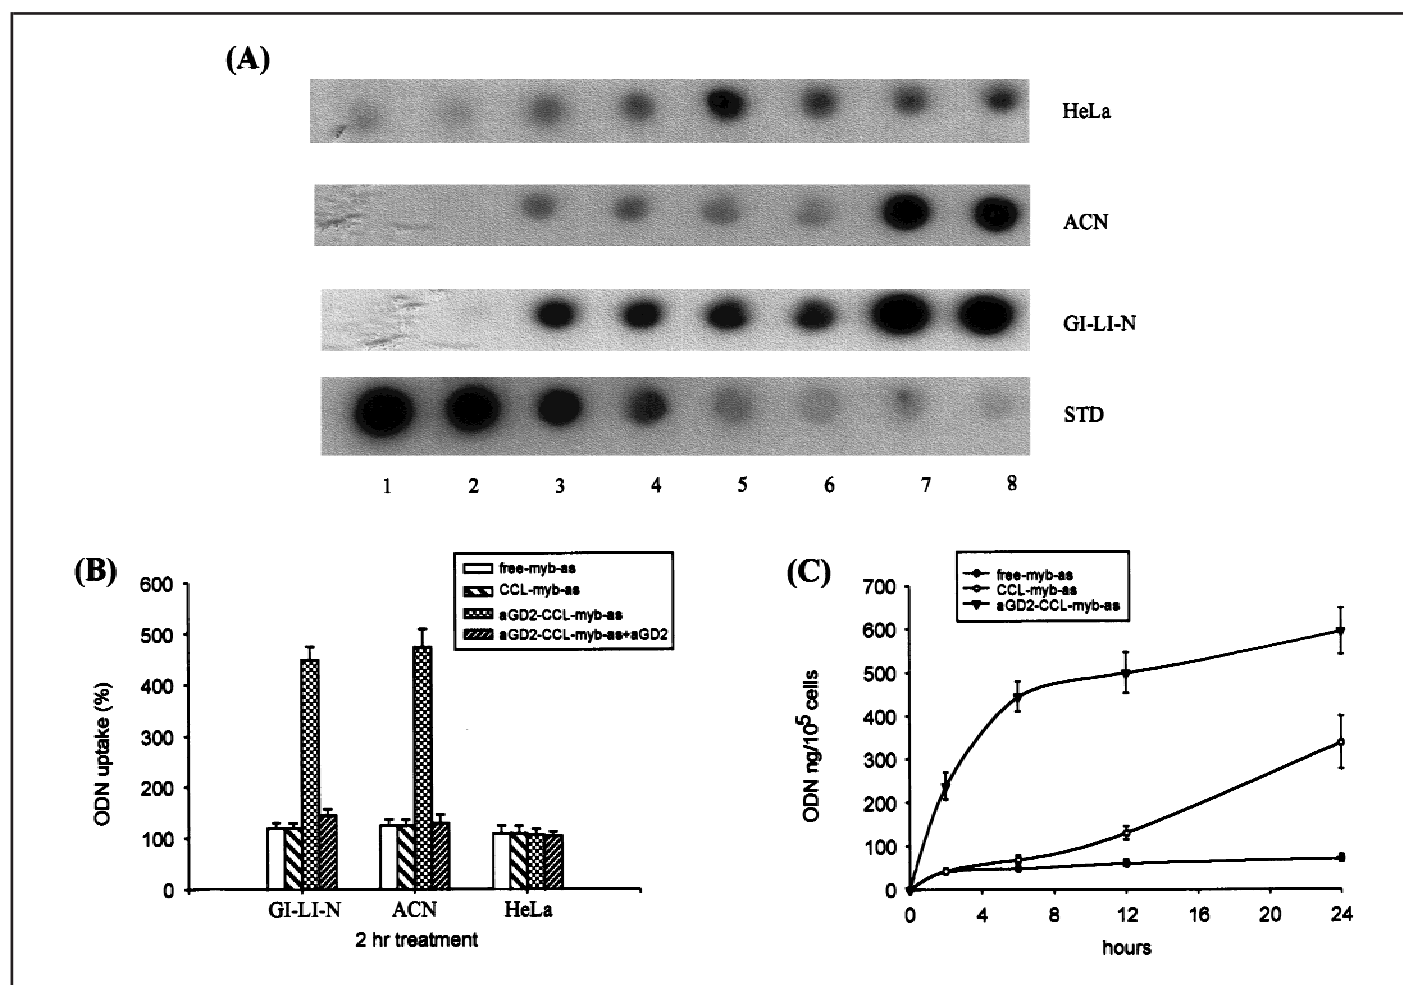 (A)
HeLa
ACN
GI-LI-N
STD
1 2 3 4 5 6 7 8
(B)
free-myb-as
CCL-myb-as
aGD2-CCL-myb-as
aGD2-CCL-myb-as+aGD2
ODN uptake (%)
600
500
400
300
200
100
0
GI-LI-N ACN HeLa
2 hr treatment
(C)
free-myb-as
CCL-myb-as
aGD2-CCL-myb-as
ODN ng/10⁵ cells
700
600
500
400
300
200
100
0
0 4 8 12 16 20 24
hours